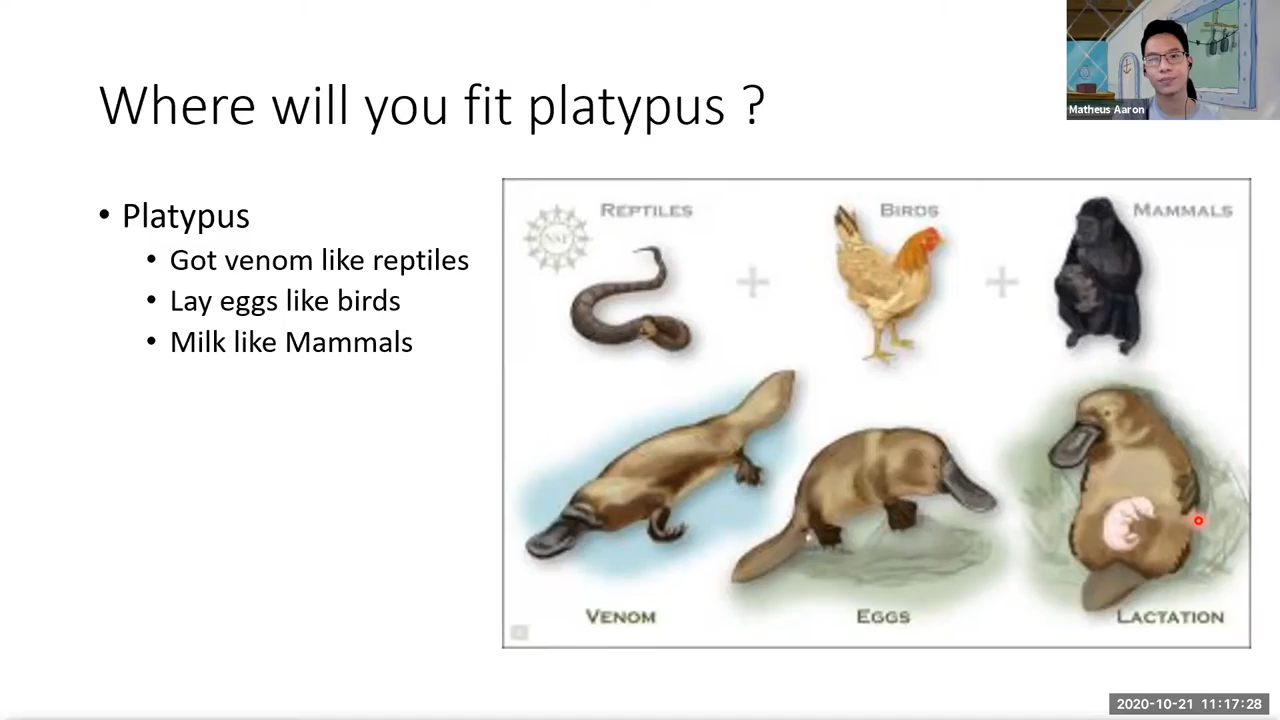 Where will you fit platypus ?
Matheus Aaron
• Platypus
• Got venom like reptiles
• Lay eggs like birds
• Milk like Mammals
REPTILES
BIRDS
MAMMALS
NSF
VENOM
EGGS
LACTATION
2020-10-21 11:17:28